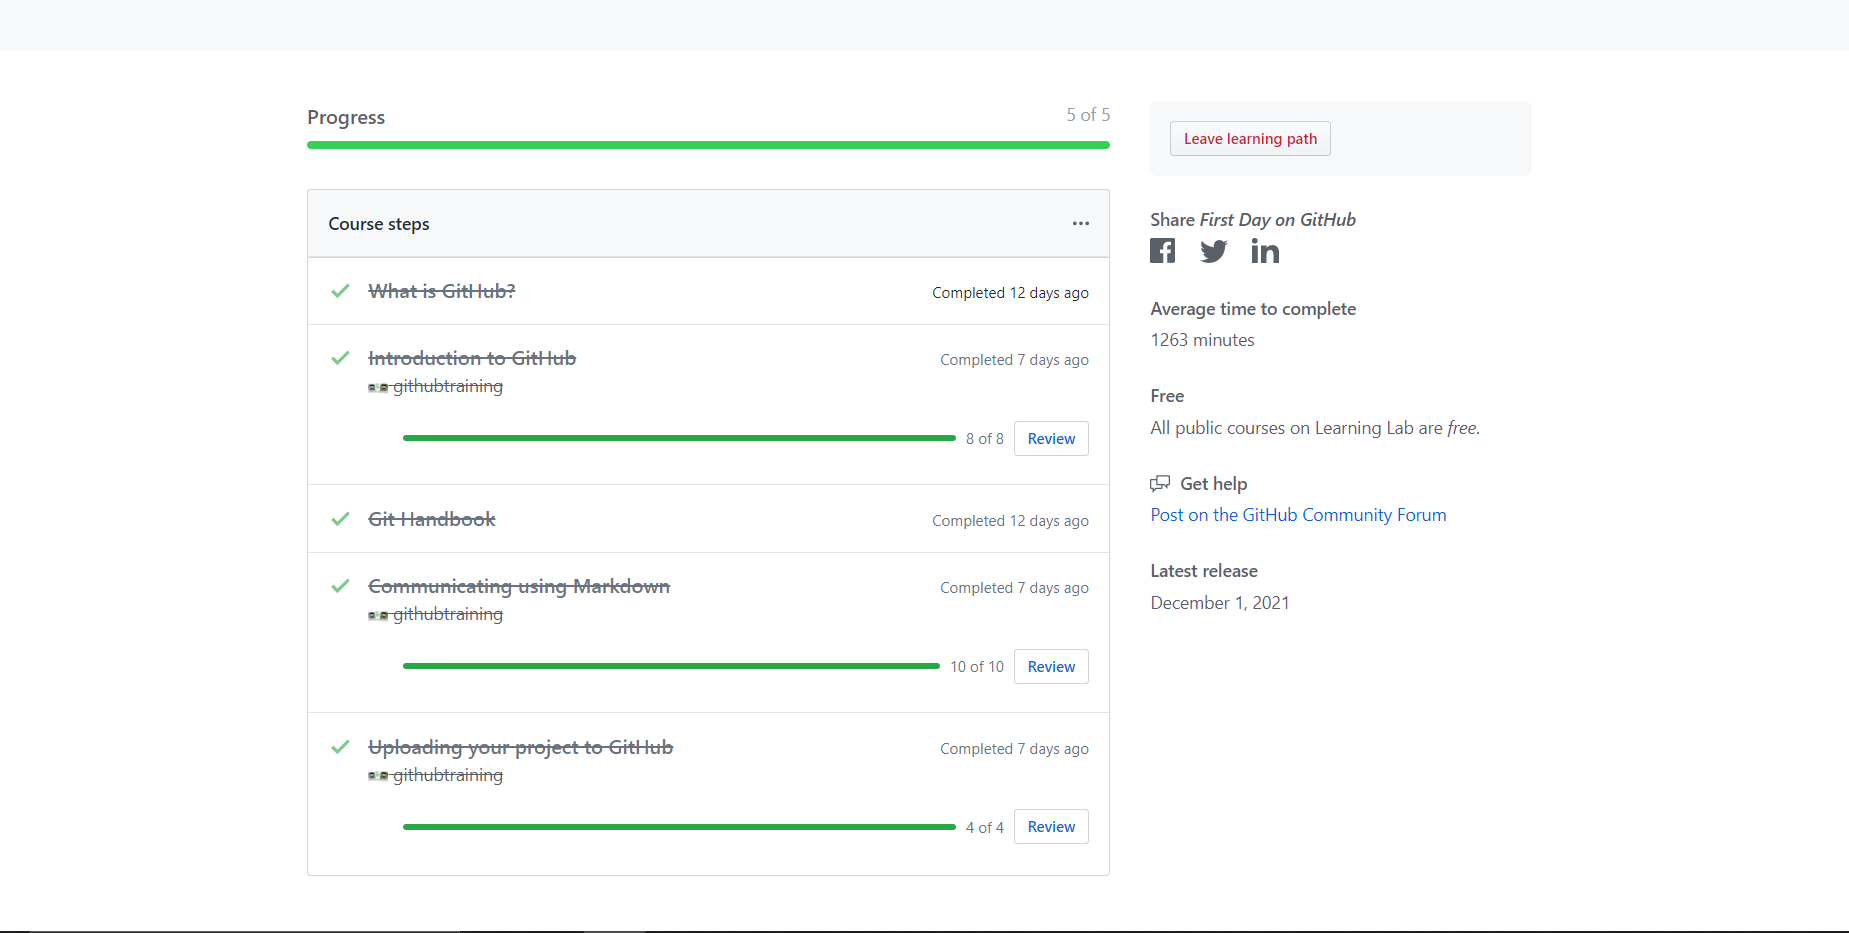 Progress
5 of 5
Course steps
What is GitHub?
Completed 12 days ago
Introduction to GitHub
Completed 7 days ago
githubtraining
8 of 8
Review
Git Handbook
Completed 12 days ago
Communicating using Markdown
Completed 7 days ago
githubtraining
10 of 10
Review
Uploading your project to GitHub
Completed 7 days ago
githubtraining
4 of 4
Review
Leave learning path
Share First Day on GitHub
Average time to complete
1263 minutes
Free
All public courses on Learning Lab are free.
Get help
Post on the GitHub Community Forum
Latest release
December 1, 2021